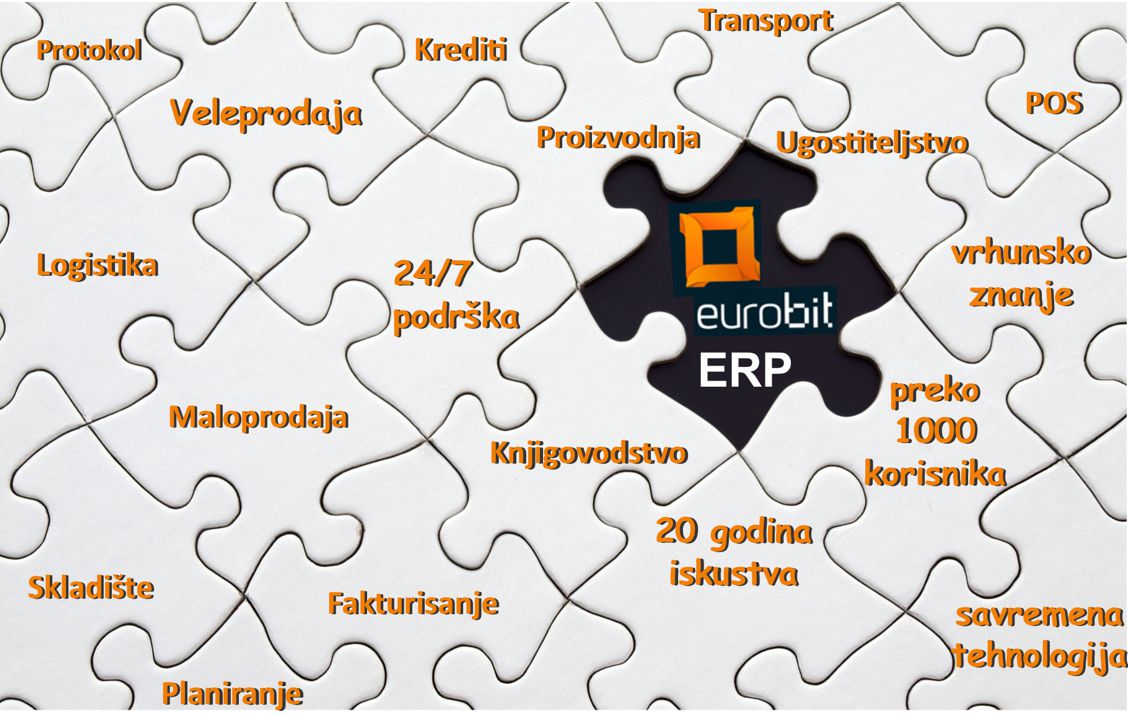 Transport
Protokol
Krediti
POS
Veleprodaja
Proizvodnja
Ugostiteljstvo
vrhunsko
znanje
Logistika
24/7
podrška
eurobit
ERP
preko
1000
korisnika
Maloprodaja
Knjigovodstvo
20 godina
iskustva
Skladište
Fakturisanje
savremena
tehnologija
Planiranje